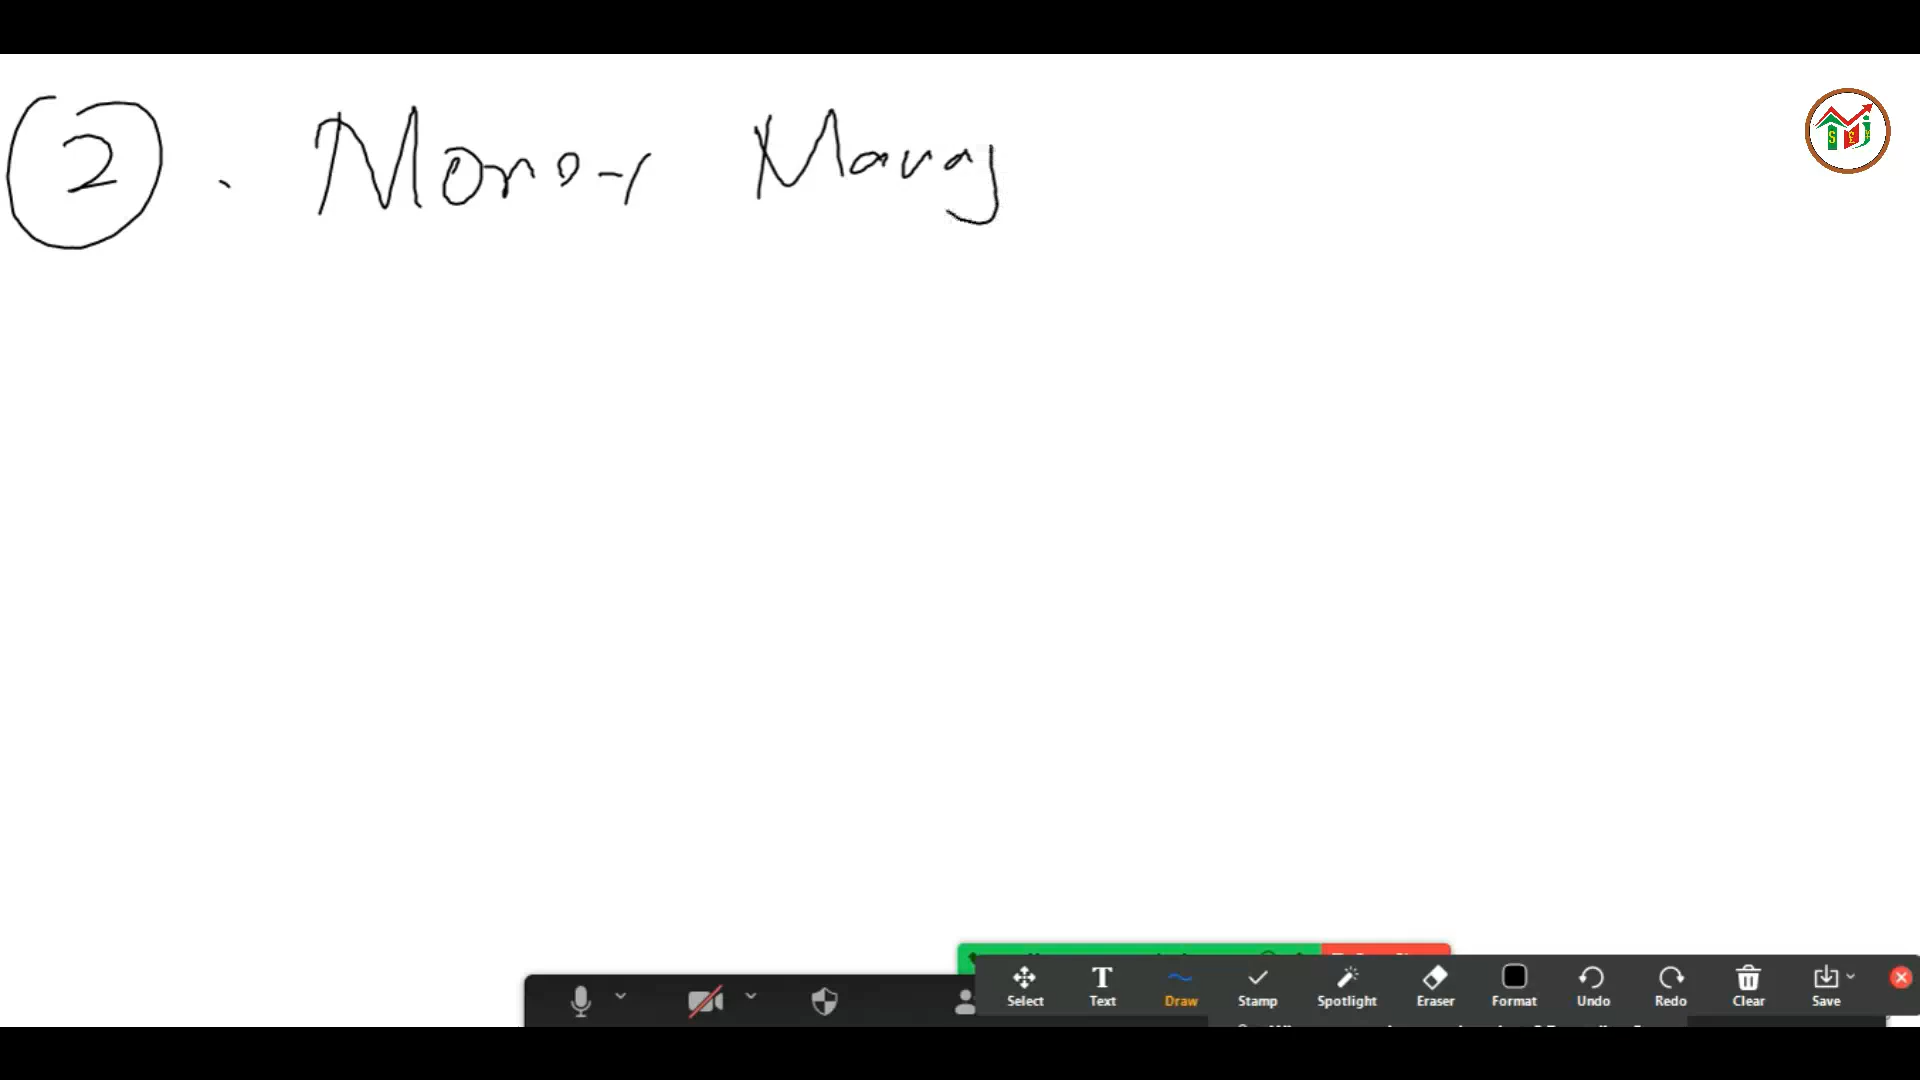 2. Money Manag
Select Text Draw Stamp Spotlight Eraser Format Undo Redo Clear Save